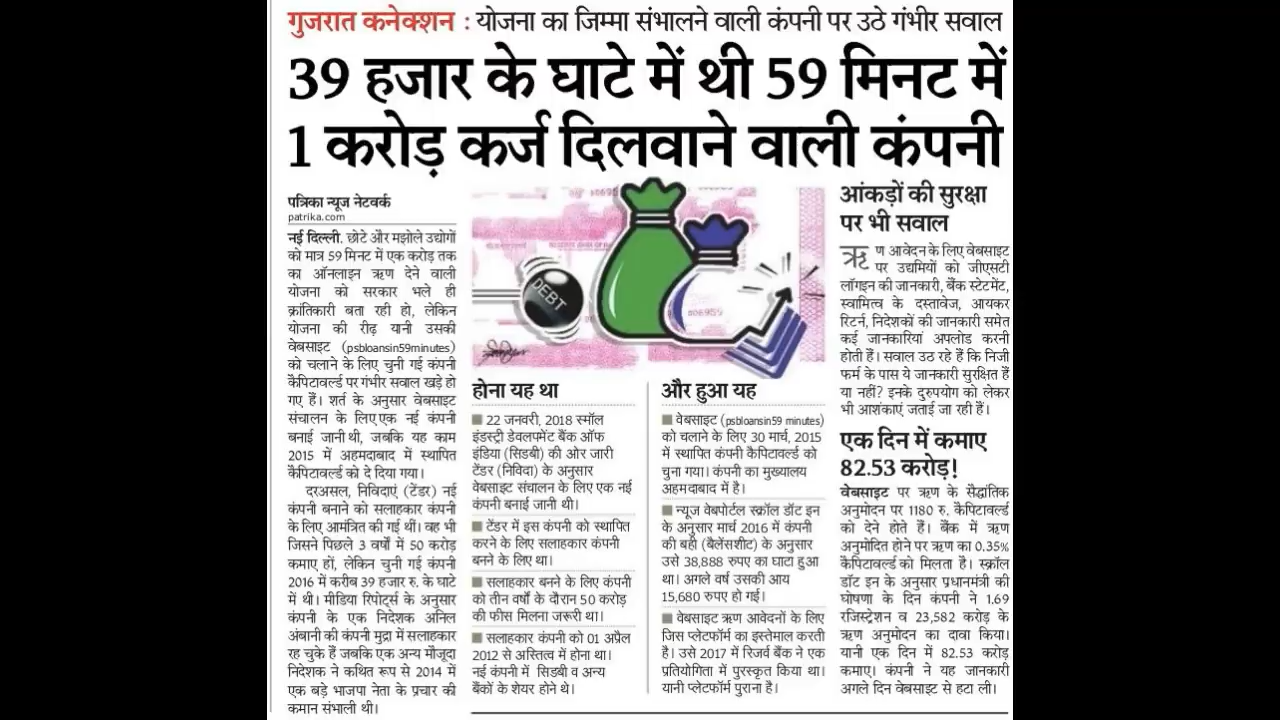 गुजरात कनेक्शन : योजना का जिम्मा संभालने वाली कंपनी पर उठे गंभीर सवाल
39 हजार के घाटे में थी 59 मिनट में
1 करोड़ कर्ज दिलवाने वाली कंपनी
पत्रिका न्यूज नेटवर्क
patrika.com
नई दिल्ली. छोटे और मझोले उद्योगों
को मात्र 59 मिनट में एक करोड़ तक
का ऑनलाइन ऋण देने वाली
योजना को सरकार भले ही
क्रांतिकारी बता रही हो, लेकिन
योजना की रीढ़ यानी उसकी
वेबसाइट (psbloansin59minutes)
को चलाने के लिए चुनी गई कंपनी
कैपिटावर्ल्ड पर गंभीर सवाल खड़े हो
गए हैं। शर्त के अनुसार वेबसाइट
संचालन के लिए एक नई कंपनी
बनाई जानी थी, जबकि यह काम
2015 में अहमदाबाद में स्थापित
कैपिटावर्ल्ड को दे दिया गया।
दरअसल, निविदाएं (टेंडर) नई
कंपनी बनाने को सलाहकार कंपनी
के लिए आमंत्रित की गई थीं। वह भी
जिसने पिछले 3 वर्षों में 50 करोड़
कमाए हों, लेकिन चुनी गई कंपनी
2016 में करीब 39 हजार रु. के घाटे
में थी। मीडिया रिपोर्ट्स के अनुसार
कंपनी के एक निदेशक अनिल
अंबानी की कंपनी मुद्रा में सलाहकार
रह चुके हैं जबकि एक अन्य मौजूदा
निदेशक ने कथित रूप से 2014 में
एक बड़े भाजपा नेता के प्रचार की
कमान संभाली थी।
DEBT
होना यह था
22 जनवरी, 2018 स्मॉल
इंडस्ट्री डेवलपमेंट बैंक ऑफ
इंडिया (सिडबी) की ओर जारी
टेंडर (निविदा) के अनुसार
वेबसाइट संचालन के लिए एक नई
कंपनी बनाई जानी थी।
टेंडर में इस कंपनी को स्थापित
करने के लिए सलाहकार कंपनी
बनने के लिए था।
सलाहकार बनने के लिए कंपनी
को तीन वर्षों के दौरान 50 करोड़
की फीस मिलना जरूरी था।
सलाहकार कंपनी को 01 अप्रैल
2012 से अस्तित्व में होना था।
नई कंपनी में सिडबी व अन्य
बैंकों के शेयर होने थे।
और हुआ यह
वेबसाइट (psbloansin59 minutes)
को चलाने के लिए 30 मार्च, 2015
में स्थापित कंपनी कैपिटावर्ल्ड को
चुना गया। कंपनी का मुख्यालय
अहमदाबाद में है।
न्यूज वेबपोर्टल स्क्रॉल डॉट इन
के अनुसार मार्च 2016 में कंपनी
की बही (बैलेंसशीट) के अनुसार
उसे 38,888 रुपए का घाटा हुआ
था। अगले वर्ष उसकी आय
15,680 रुपए हो गई।
वेबसाइट ऋण आवेदनों के लिए
जिस प्लेटफॉर्म का इस्तेमाल करती
है। उसे 2017 में रिजर्व बैंक ने एक
प्रतियोगिता में पुरस्कृत किया था।
यानी प्लेटफॉर्म पुराना है।
आंकड़ों की सुरक्षा
पर भी सवाल
ऋण आवेदन के लिए वेबसाइट
पर उद्यमियों को जीएसटी
लॉगइन की जानकारी, बैंक स्टेटमेंट,
स्वामित्व के दस्तावेज, आयकर
रिटर्न, निदेशकों की जानकारी समेत
कई जानकारियां अपलोड करनी
होती हैं। सवाल उठ रहे हैं कि निजी
फर्म के पास ये जानकारी सुरक्षित हैं
या नहीं? इनके दुरुपयोग को लेकर
भी आशंकाएं जताई जा रही हैं।
एक दिन में कमाए
82.53 करोड़!
वेबसाइट पर ऋण के सैद्धांतिक
अनुमोदन पर 1180 रु. कैपिटावर्ल्ड
को देने होते हैं। बैंक में ऋण
अनुमोदित होने पर ऋण का 0.35%
कैपिटावर्ल्ड को मिलता है। स्क्रॉल
डॉट इन के अनुसार प्रधानमंत्री की
घोषणा के दिन कंपनी ने 1.69
रजिस्ट्रेशन व 23,582 करोड़ के
ऋण अनुमोदन का दावा किया।
यानी एक दिन में 82.53 करोड़
कमाए। कंपनी ने यह जानकारी
अगले दिन वेबसाइट से हटा ली।